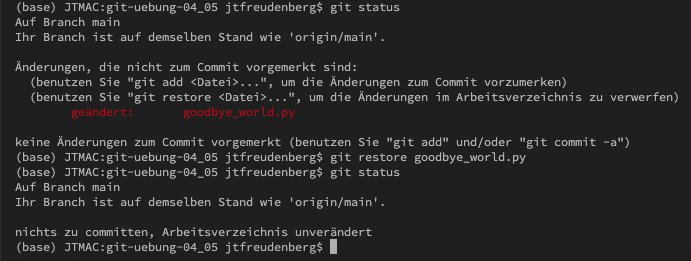 (base) JTMAC:git-uebung-04_05 jtfreudenberg$ git status
Auf Branch main
Ihr Branch ist auf demselben Stand wie 'origin/main'.

Änderungen, die nicht zum Commit vorgemerkt sind:
  (benutzen Sie "git add <Datei>...", um die Änderungen zum Commit vorzumerken)
  (benutzen Sie "git restore <Datei>...", um die Änderungen im Arbeitsverzeichnis zu verwerfen)
        geändert:       goodbye_world.py

keine Änderungen zum Commit vorgemerkt (benutzen Sie "git add" und/oder "git commit -a")
(base) JTMAC:git-uebung-04_05 jtfreudenberg$ git restore goodbye_world.py
(base) JTMAC:git-uebung-04_05 jtfreudenberg$ git status
Auf Branch main
Ihr Branch ist auf demselben Stand wie 'origin/main'.

nichts zu committen, Arbeitsverzeichnis unverändert
(base) JTMAC:git-uebung-04_05 jtfreudenberg$